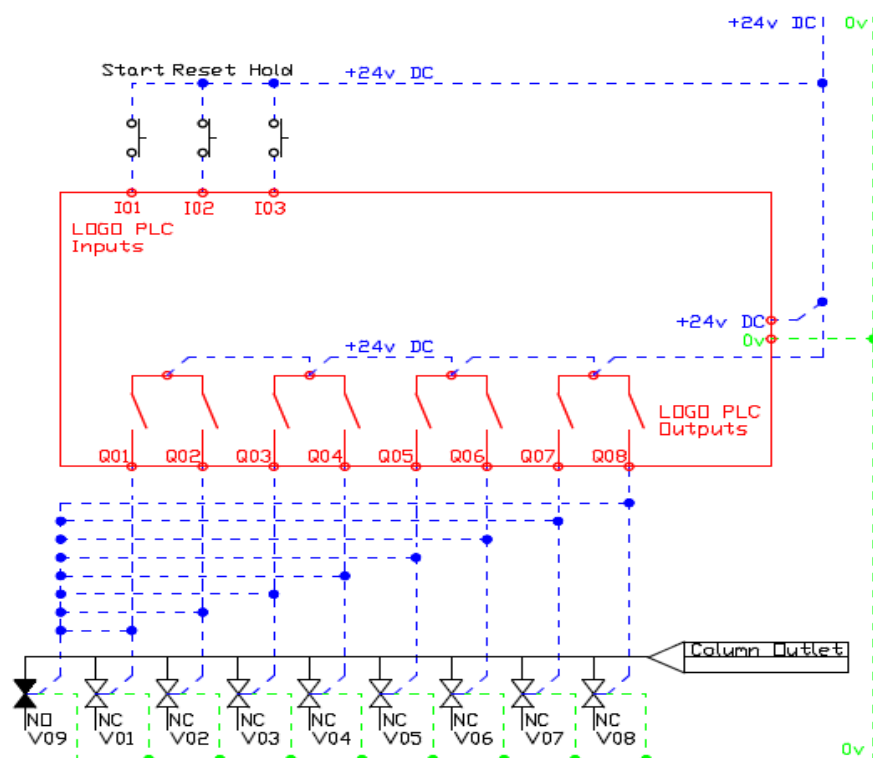 +24v DC 0v
Start Reset Hold
+24v DC
I01 I02 I03
LOGO PLC
Inputs
+24v DC
0v
+24v DC
LOGO PLC
Outputs
Q01 Q02 Q03 Q04 Q05 Q06 Q07 Q08
Column Outlet
NO NC NC NC NC NC NC NC NC
V09 V01 V02 V03 V04 V05 V06 V07 V08
0v